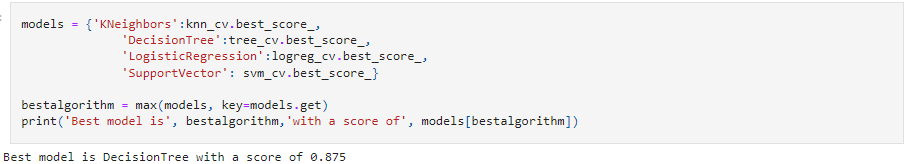 models = {'KNeighbors':knn_cv.best_score_,
'DecisionTree':tree_cv.best_score_,
'LogisticRegression':logreg_cv.best_score_,
'SupportVector': svm_cv.best_score_}
bestalgorithm = max(models, key=models.get)
print('Best model is', bestalgorithm,'with a score of', models[bestalgorithm])
Best model is DecisionTree with a score of 0.875